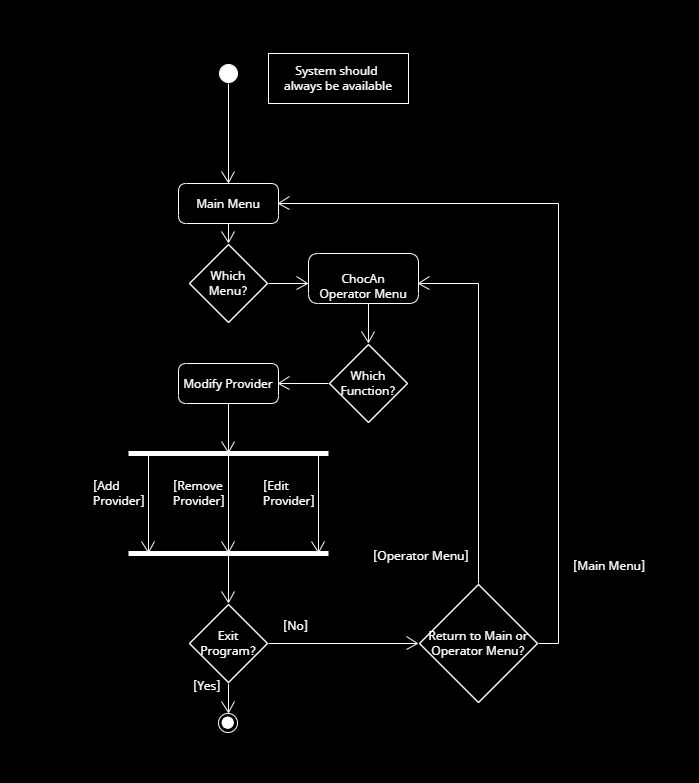 System should
always be available
Main Menu
Which
Menu?
ChocAn
Operator Menu
Modify Provider
Which
Function?
[Add
Provider]
[Remove
Provider]
[Edit
Provider]
[Operator Menu]
[Main Menu]
Exit
Program?
[No]
Return to Main or
Operator Menu?
[Yes]